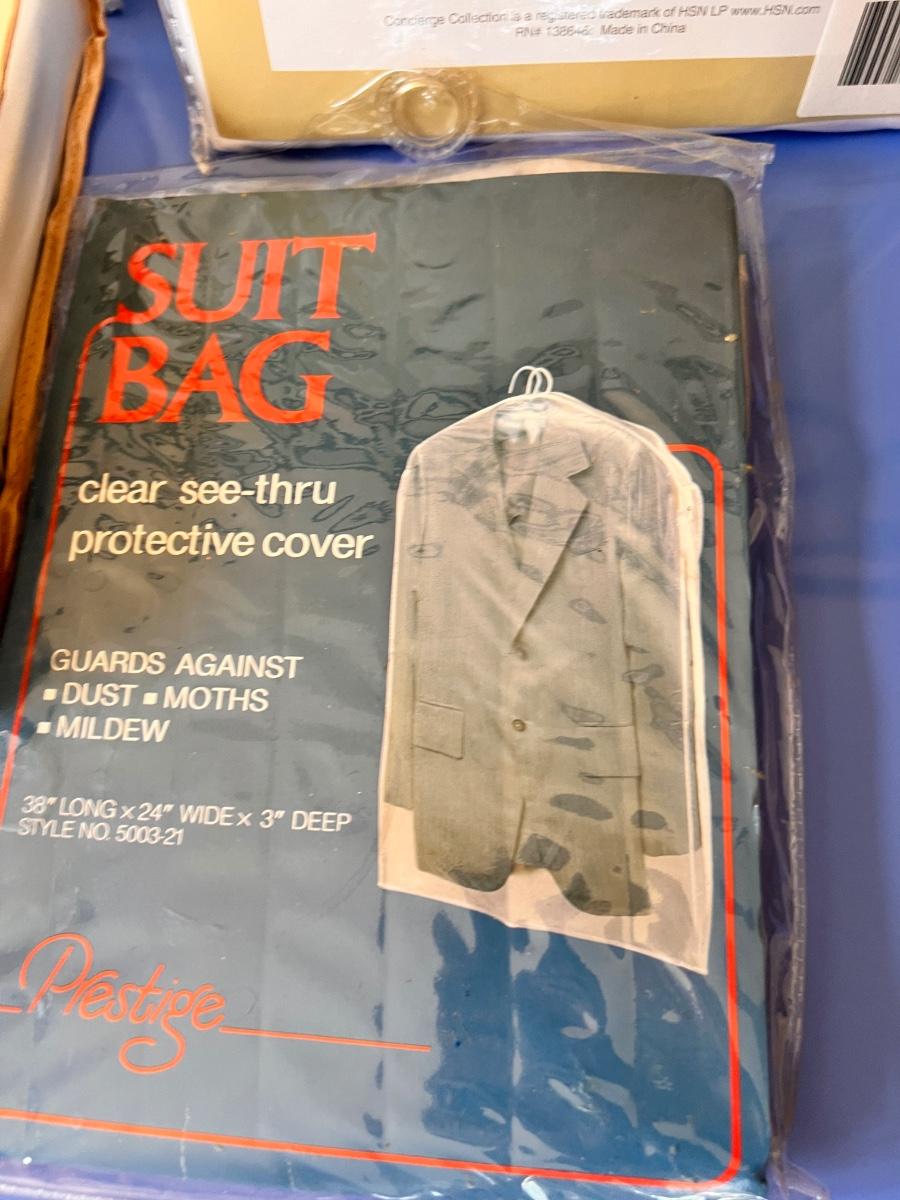 Concierge Collection is a registered trademark of HSN LP www.HSN.com
RN# Made in China
SUIT
BAG
clear see-thru
protective cover
GUARDS AGAINST
▪ DUST ▪ MOTHS
▪ MILDEW
38" LONG x 24" WIDE x 3" DEEP
STYLE NO. 5003-21
Prestige